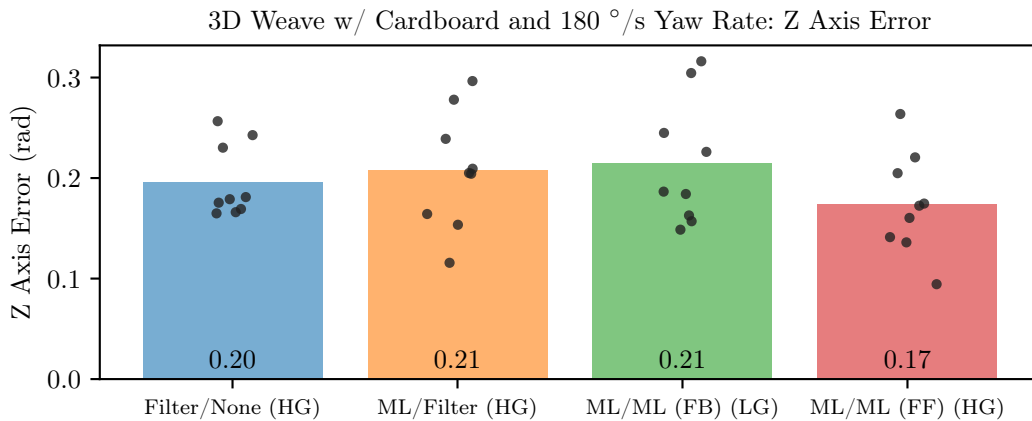 3D Weave w/ Cardboard and 180 °/s Yaw Rate: Z Axis Error
Z Axis Error (rad)
0.3
0.2
0.1
0.0
0.20
0.21
0.21
0.17
Filter/None (HG)
ML/Filter (HG)
ML/ML (FB) (LG)
ML/ML (FF) (HG)